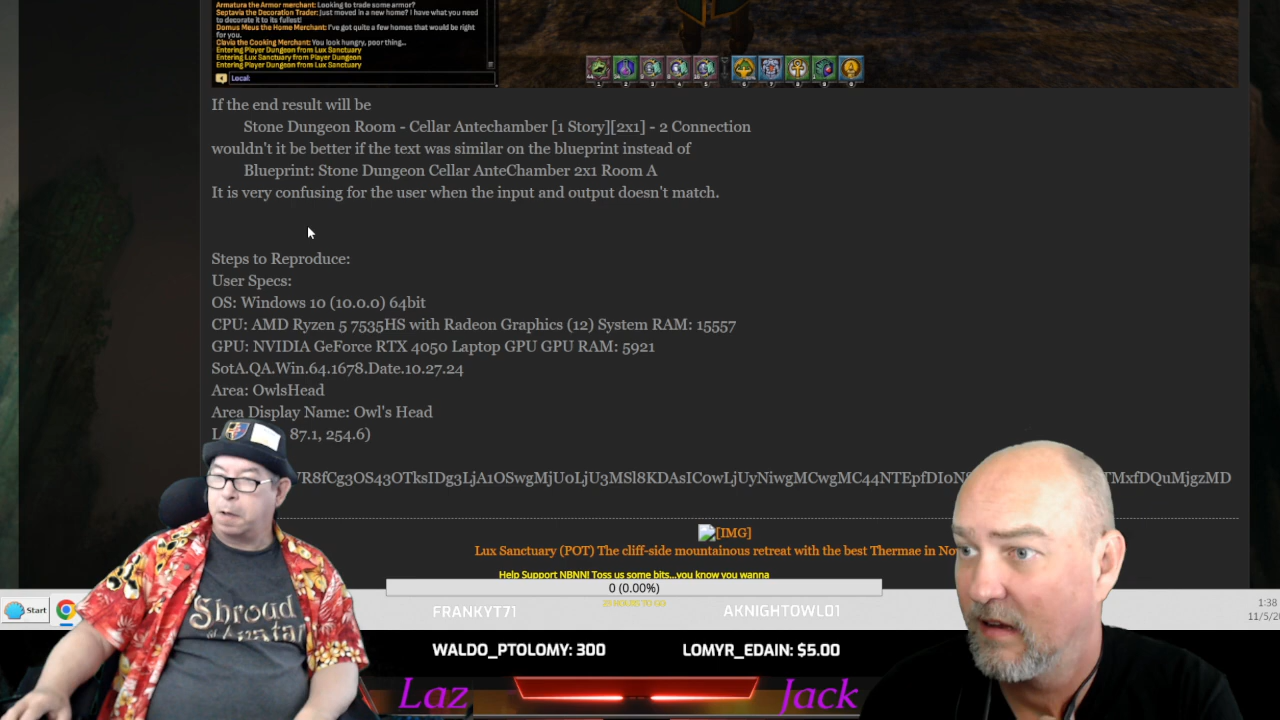 Armatura the Armor merchant: Looking to trade some armor?
Septavia the Decoration Trader: Just moved in a new home? I have what you need
to decorate it to its fullest!
Domus Meus the Home Merchant: I've got quite a few homes that would be right
for you.
Clavia the Cooking Merchant: You look hungry, poor thing...
Entering Player Dungeon from Lux Sanctuary
Entering Lux Sanctuary from Player Dungeon
Entering Player Dungeon from Lux Sanctuary
Local:
If the end result will be
Stone Dungeon Room - Cellar Antechamber [1 Story][2x1] - 2 Connection
wouldn't it be better if the text was similar on the blueprint instead of
Blueprint: Stone Dungeon Cellar AnteChamber 2x1 Room A
It is very confusing for the user when the input and output doesn't match.
Steps to Reproduce:
User Specs:
OS: Windows 10 (10.0.0) 64bit
CPU: AMD Ryzen 5 7535HS with Radeon Graphics (12) System RAM: 15557
GPU: NVIDIA GeForce RTX 4050 Laptop GPU GPU RAM: 5921
SotA.QA.Win.64.1678.Date.10.27.24
Area: OwlsHead
Area Display Name: Owl's Head
87.1, 254.6)
[IMG]
Lux Sanctuary (POT) The cliff-side mountainous retreat with the best Thermae in
Help Support NBNN! Toss us some bits...you know you wanna
0 (0.00%)
Start
FRANKYT71
AKNIGHTOWL01
1:38
11/5/2
WALDO_PTOLOMY: 300
LOMYR_EDAIN: $5.00
Shroud
of the Avatar
Laz
Jack